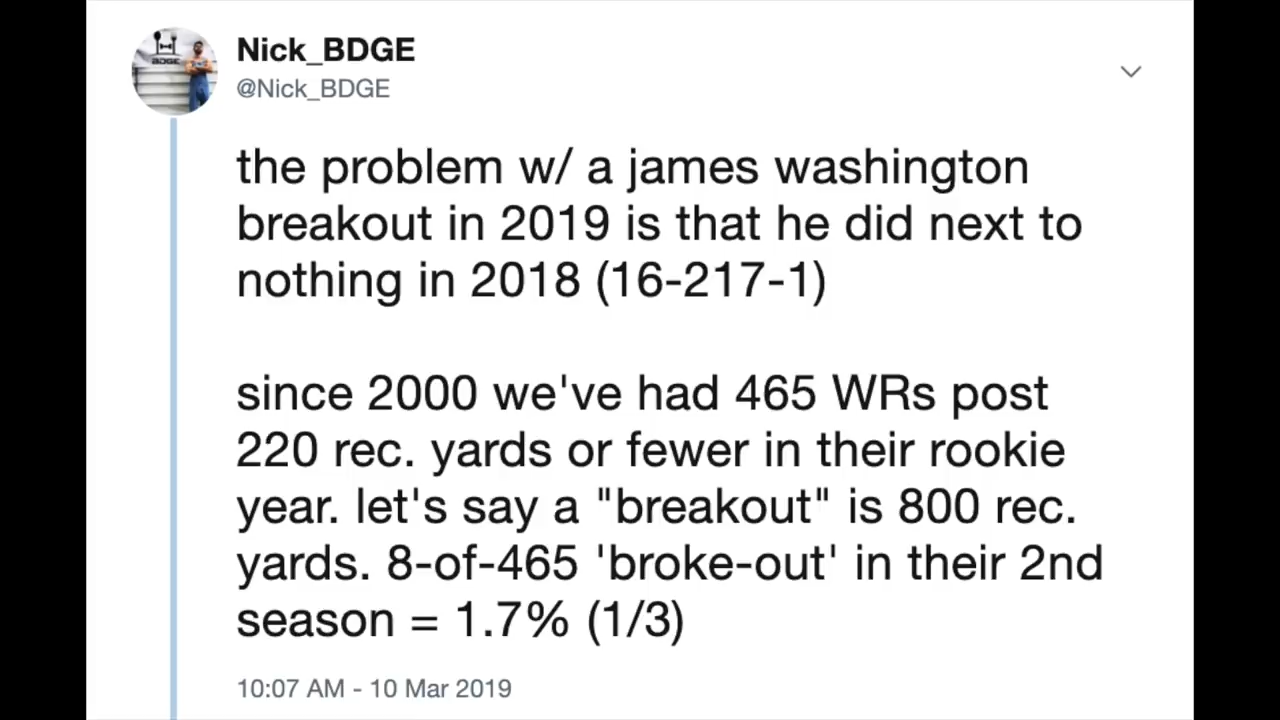 Nick_BDGE
@Nick_BDGE
the problem w/ a james washington
breakout in 2019 is that he did next to
nothing in 2018 (16-217-1)
since 2000 we've had 465 WRs post
220 rec. yards or fewer in their rookie
year. let's say a "breakout" is 800 rec.
yards. 8-of-465 'broke-out' in their 2nd
season = 1.7% (1/3)
10:07 AM - 10 Mar 2019
BDGE